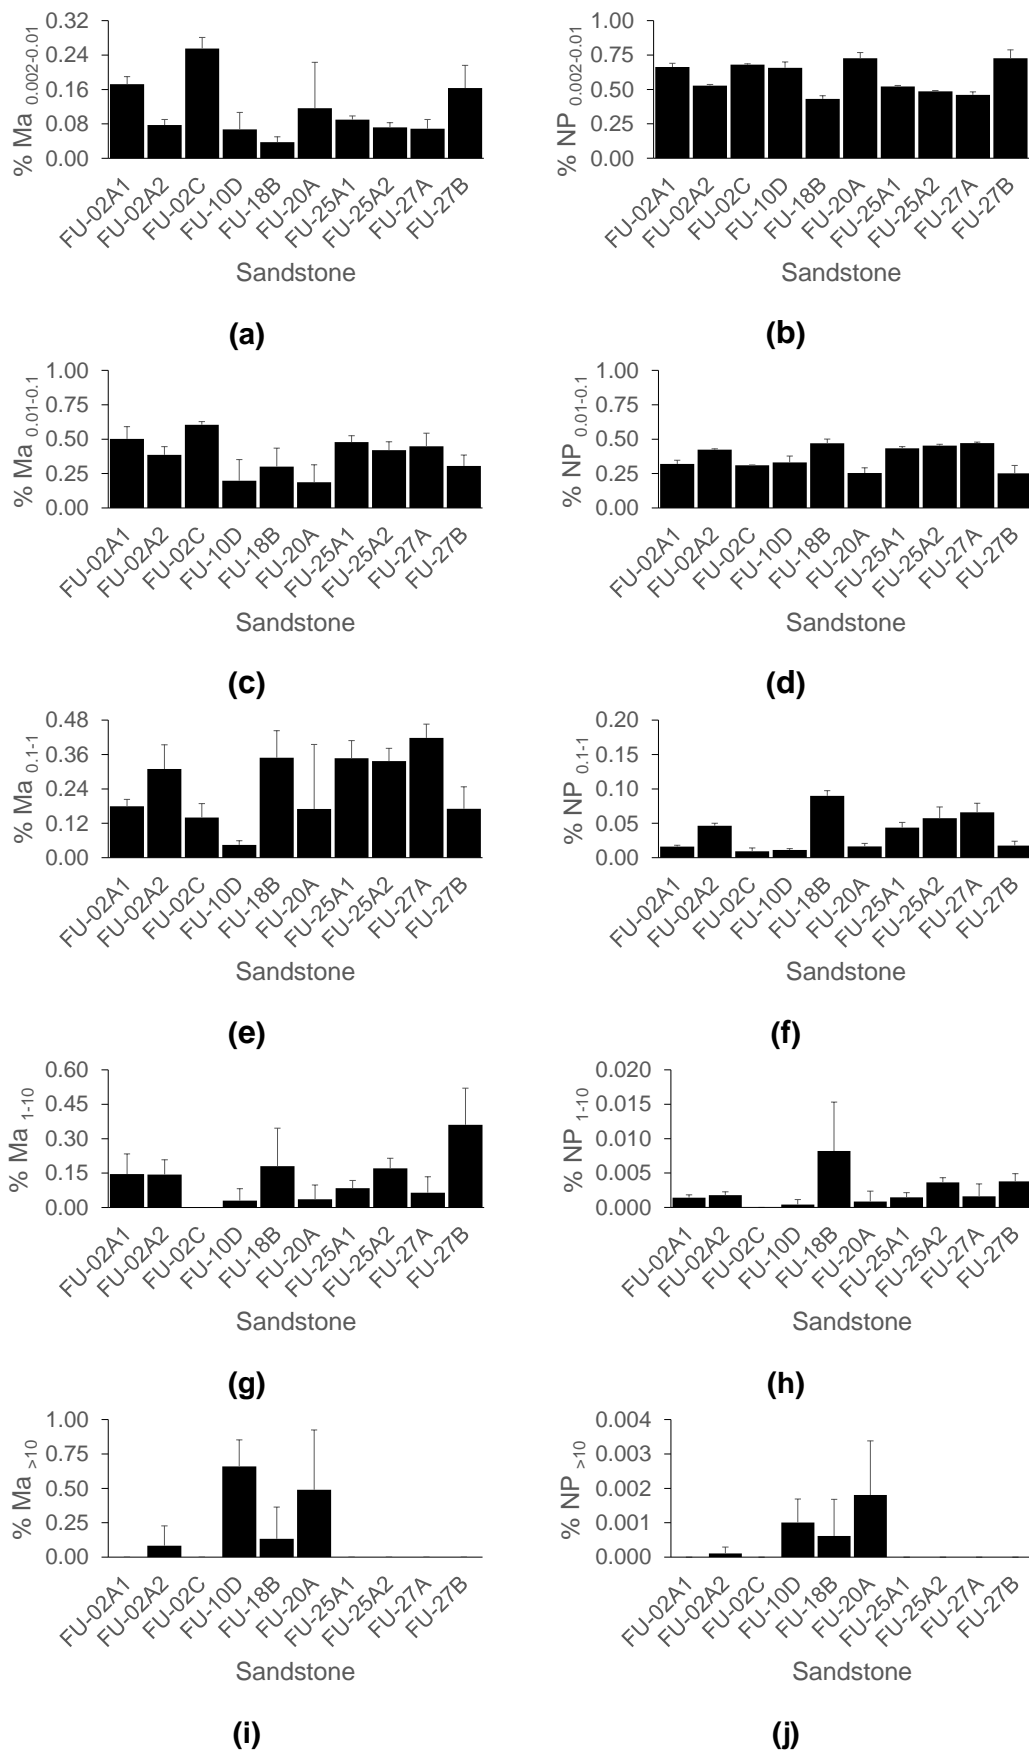 % Ma 0.002-0.01
0.32
0.24
0.16
0.08
0.00
FU-02A1
FU-02A2
FU-02C
FU-10D
FU-18B
FU-20A
FU-25A1
FU-25A2
FU-27A
FU-27B
Sandstone
(a)
% NP 0.002-0.01
1.00
0.75
0.50
0.25
0.00
FU-02A1
FU-02A2
FU-02C
FU-10D
FU-18B
FU-20A
FU-25A1
FU-25A2
FU-27A
FU-27B
Sandstone
(b)
% Ma 0.01-0.1
1.00
0.75
0.50
0.25
0.00
FU-02A1
FU-02A2
FU-02C
FU-10D
FU-18B
FU-20A
FU-25A1
FU-25A2
FU-27A
FU-27B
Sandstone
(c)
% NP 0.01-0.1
1.00
0.75
0.50
0.25
0.00
FU-02A1
FU-02A2
FU-02C
FU-10D
FU-18B
FU-20A
FU-25A1
FU-25A2
FU-27A
FU-27B
Sandstone
(d)
% Ma 0.1-1
0.48
0.36
0.24
0.12
0.00
FU-02A1
FU-02A2
FU-02C
FU-10D
FU-18B
FU-20A
FU-25A1
FU-25A2
FU-27A
FU-27B
Sandstone
(e)
% NP 0.1-1
0.20
0.15
0.10
0.05
0.00
FU-02A1
FU-02A2
FU-02C
FU-10D
FU-18B
FU-20A
FU-25A1
FU-25A2
FU-27A
FU-27B
Sandstone
(f)
% Ma 1-10
0.60
0.45
0.30
0.15
0.00
FU-02A1
FU-02A2
FU-02C
FU-10D
FU-18B
FU-20A
FU-25A1
FU-25A2
FU-27A
FU-27B
Sandstone
(g)
% NP 1-10
0.020
0.015
0.010
0.005
0.000
FU-02A1
FU-02A2
FU-02C
FU-10D
FU-18B
FU-20A
FU-25A1
FU-25A2
FU-27A
FU-27B
Sandstone
(h)
% Ma >10
1.00
0.75
0.50
0.25
0.00
FU-02A1
FU-02A2
FU-02C
FU-10D
FU-18B
FU-20A
FU-25A1
FU-25A2
FU-27A
FU-27B
Sandstone
(i)
% NP >10
0.004
0.003
0.002
0.001
0.000
FU-02A1
FU-02A2
FU-02C
FU-10D
FU-18B
FU-20A
FU-25A1
FU-25A2
FU-27A
FU-27B
Sandstone
(j)